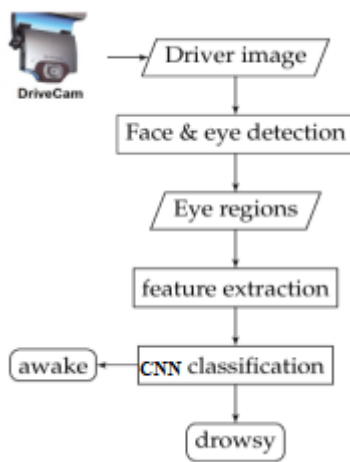 Driver image
DriveCam
Face & eye detection
Eye regions
feature extraction
awake
CNN classification
drowsy